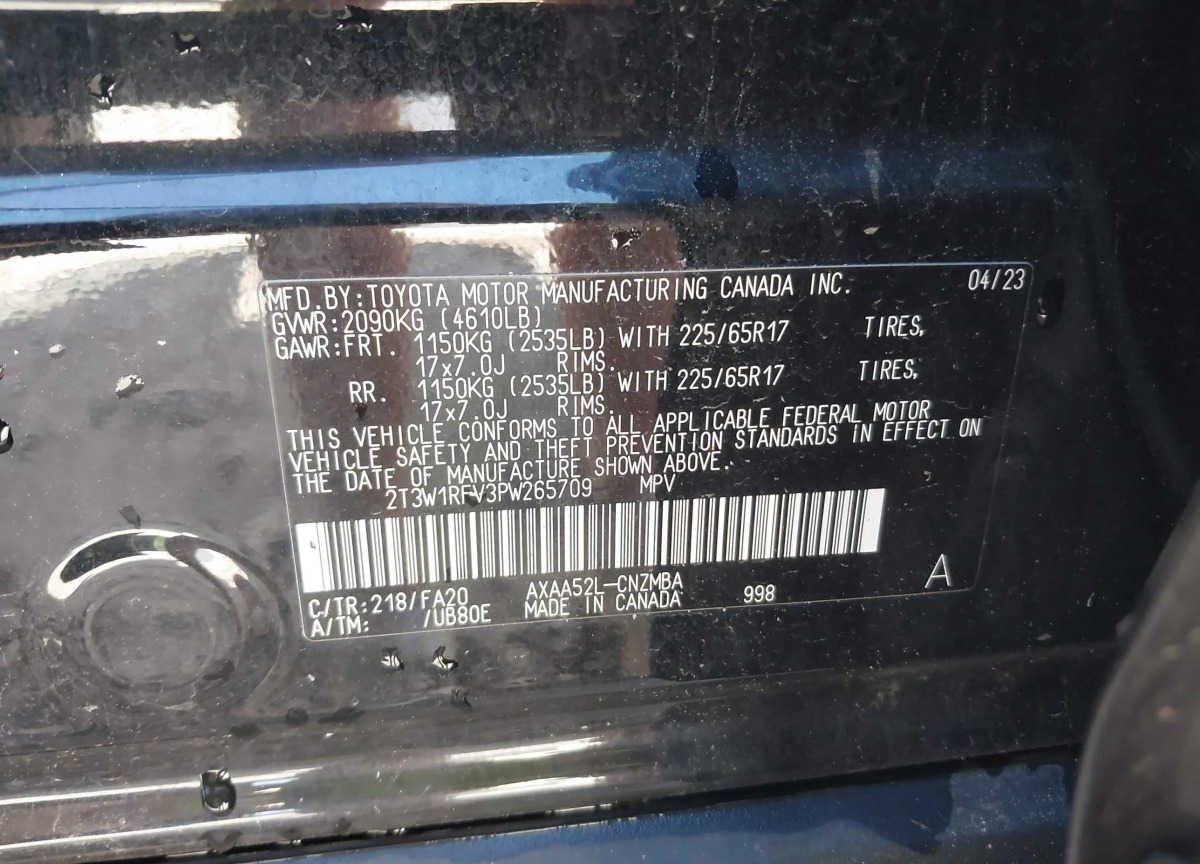 MFD.BY:TOYOTA MOTOR MANUFACTURING CANADA INC. 04/23
GVWR:2090KG (4610LB)
GAWR:FRT. 1150KG (2535LB) WITH 225/65R17 TIRES,
17x7.0J RIMS.
RR. 1150KG (2535LB) WITH 225/65R17 TIRES,
17x7.0J RIMS.
THIS VEHICLE CONFORMS TO ALL APPLICABLE FEDERAL MOTOR
VEHICLE SAFETY AND THEFT PREVENTION STANDARDS IN EFFECT ON
THE DATE OF MANUFACTURE SHOWN ABOVE.
2T3W1RFV3PW265709 MPV
C/TR:218/FA20 AXAA52L-CNZMBA 998 A
A/TM: /UB80E MADE IN CANADA